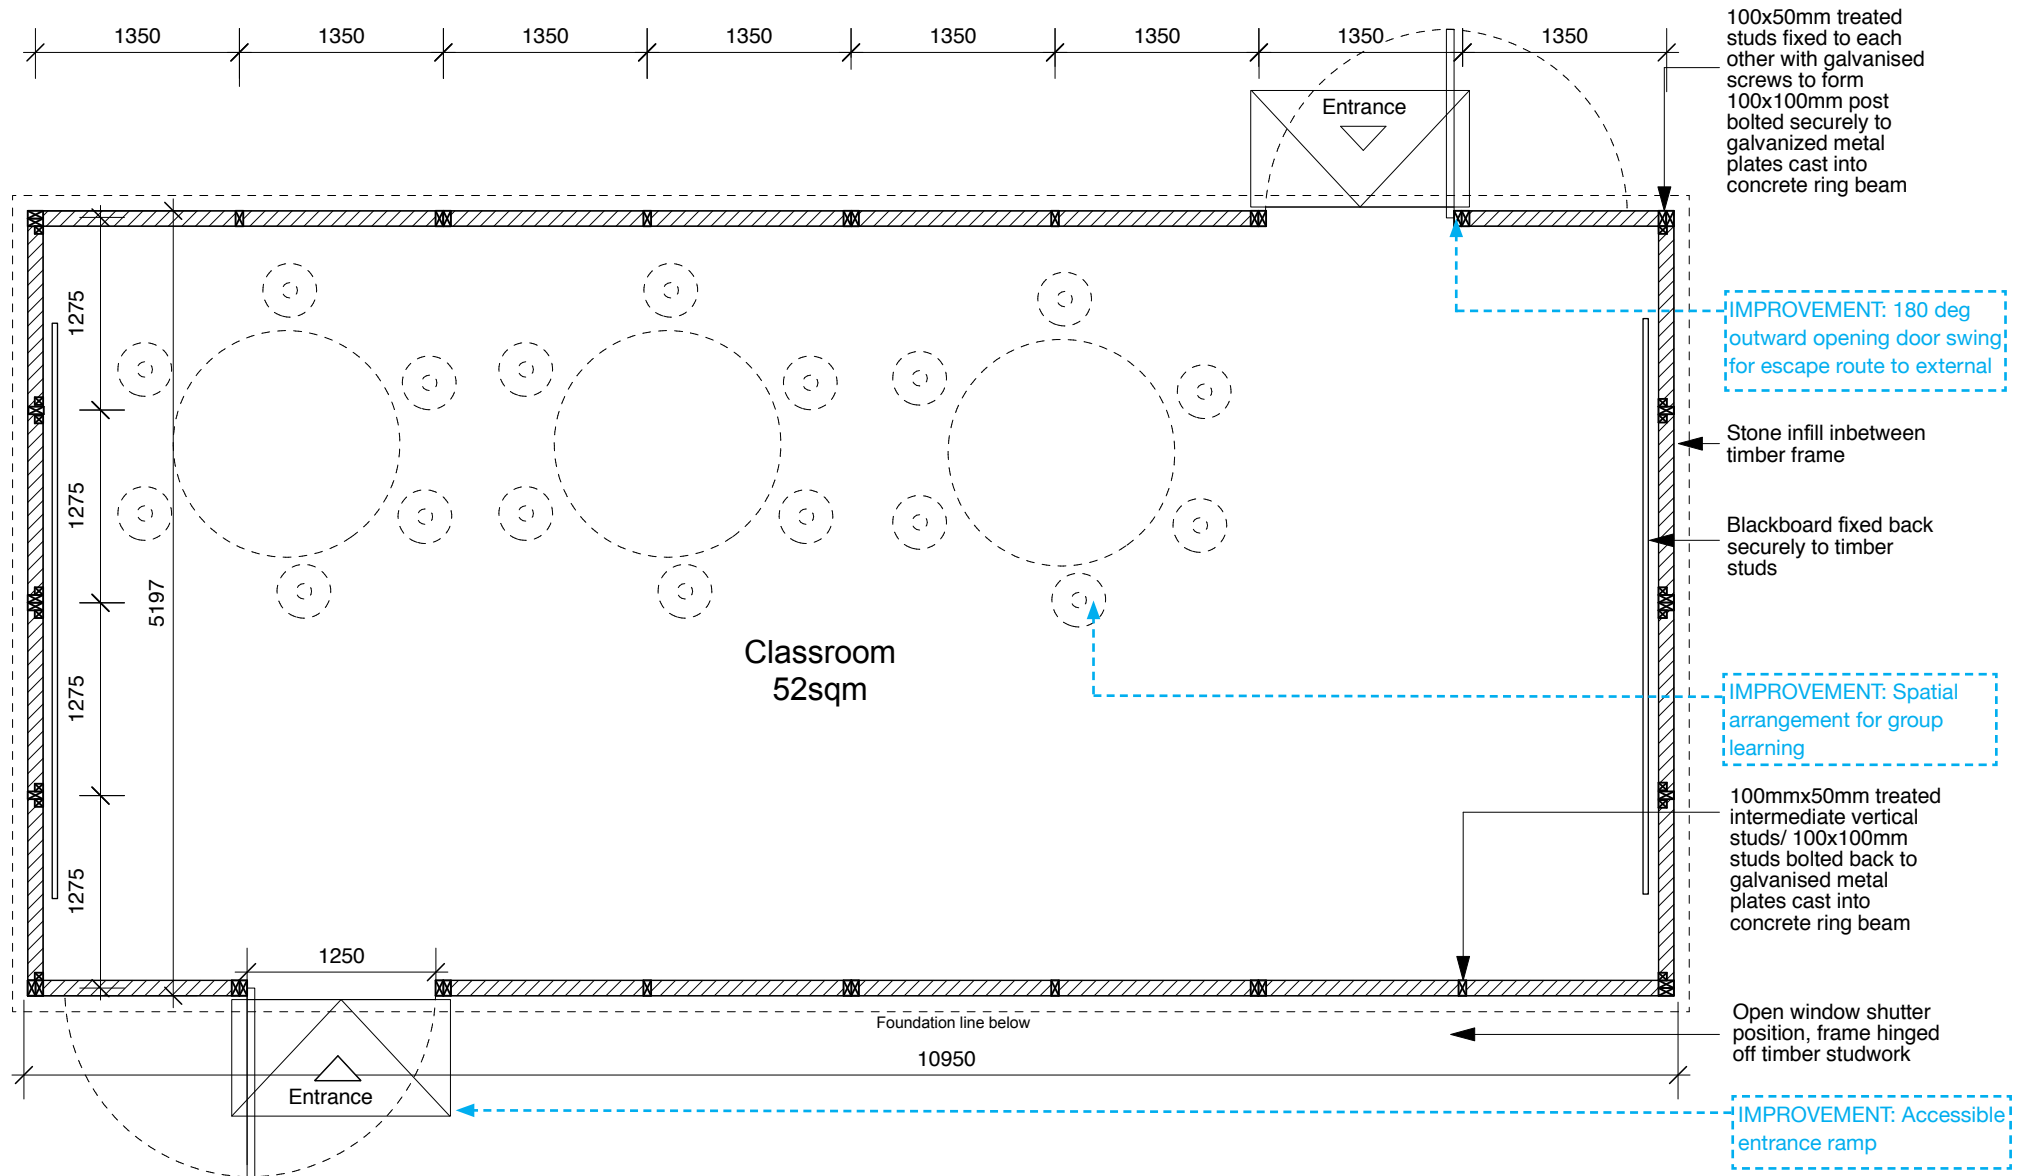 1350
1350
1350
1350
1350
1350
1350
1350
100x50mm treated
studs fixed to each
other with galvanised
screws to form
100x100mm post
bolted securely to
galvanized metal
plates cast into
concrete ring beam
Entrance
IMPROVEMENT: 180 deg
outward opening door swing
for escape route to external
1275
1275
1275
1275
5197
Stone infill inbetween
timber frame
Blackboard fixed back
securely to timber
studs
Classroom
52sqm
IMPROVEMENT: Spatial
arrangement for group
learning
100mmx50mm treated
intermediate vertical
studs/ 100x100mm
studs bolted back to
galvanised metal
plates cast into
concrete ring beam
1250
Foundation line below
Open window shutter
position, frame hinged
off timber studwork
10950
Entrance
IMPROVEMENT: Accessible
entrance ramp